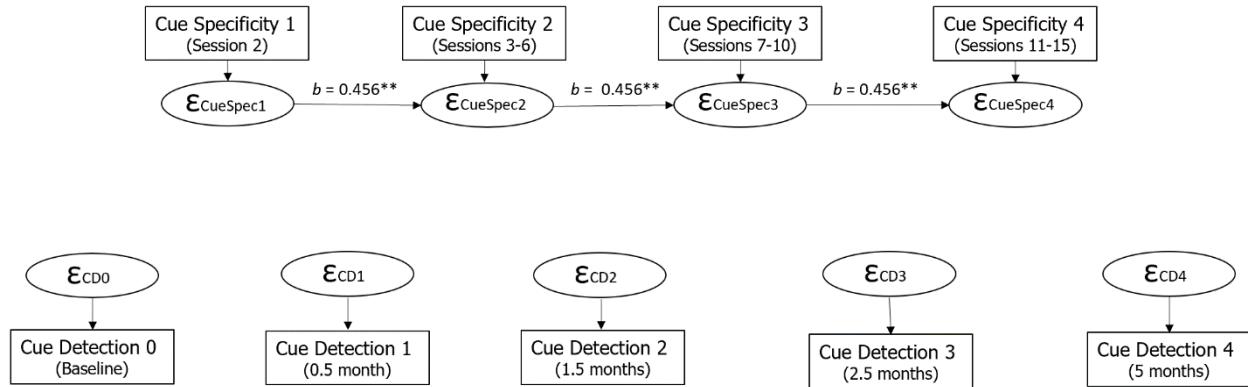 Cue Specificity 1
(Session 2)
Cue Specificity 2
(Sessions 3-6)
Cue Specificity 3
(Sessions 7-10)
Cue Specificity 4
(Sessions 11-15)
εCueSpec1
b = 0.456**
εCueSpec2
b = 0.456**
εCueSpec3
b = 0.456**
εCueSpec4
εCD0
εCD1
εCD2
εCD3
εCD4
Cue Detection 0
(Baseline)
Cue Detection 1
(0.5 month)
Cue Detection 2
(1.5 months)
Cue Detection 3
(2.5 months)
Cue Detection 4
(5 months)